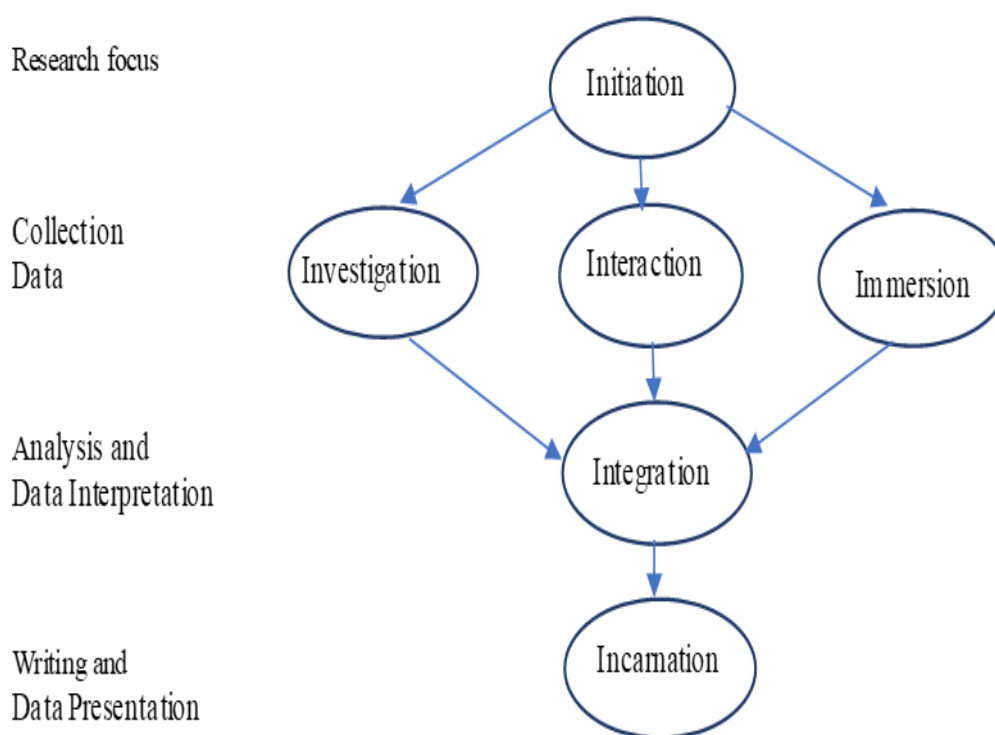 Research focus
Initiation
Collection
Data
Investigation
Interaction
Immersion
Analysis and
Data Interpretation
Integration
Writing and
Data Presentation
Incarnation